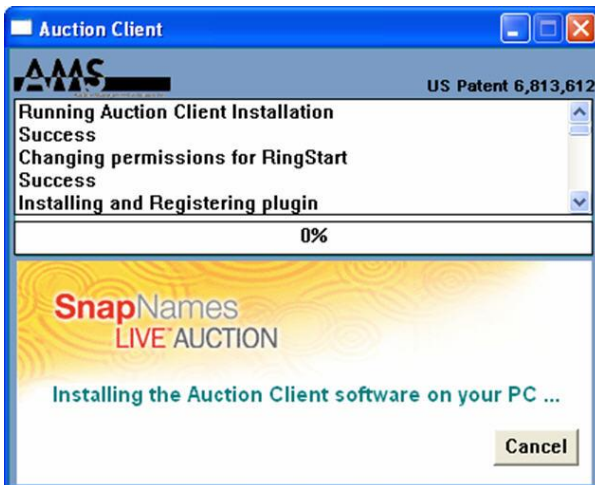 Auction Client
AMS
US Patent 6,813,612
Running Auction Client Installation
Success
Changing permissions for RingStart
Success
Installing and Registering plugin
0%
SnapNames
LIVE™ AUCTION
Installing the Auction Client software on your PC ...
Cancel